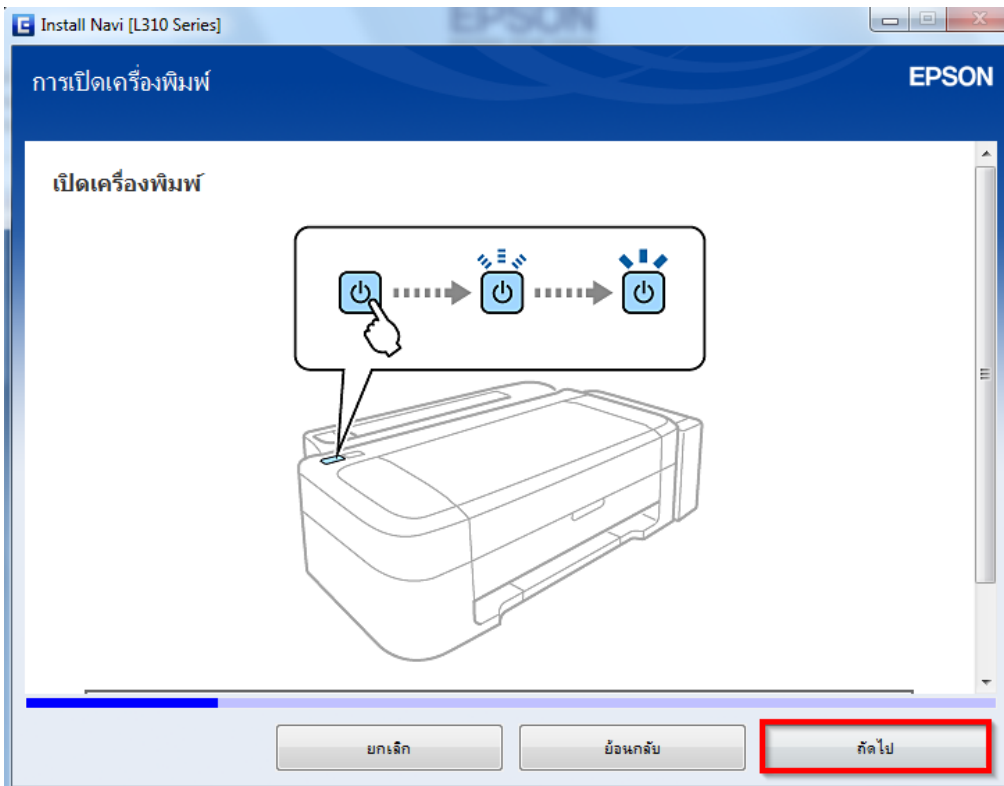 Install Navi [L310 Series]
EPSON
การเปิดเครื่องพิมพ์
EPSON
เปิดเครื่องพิมพ์
ยกเลิก
ย้อนกลับ
ถัดไป